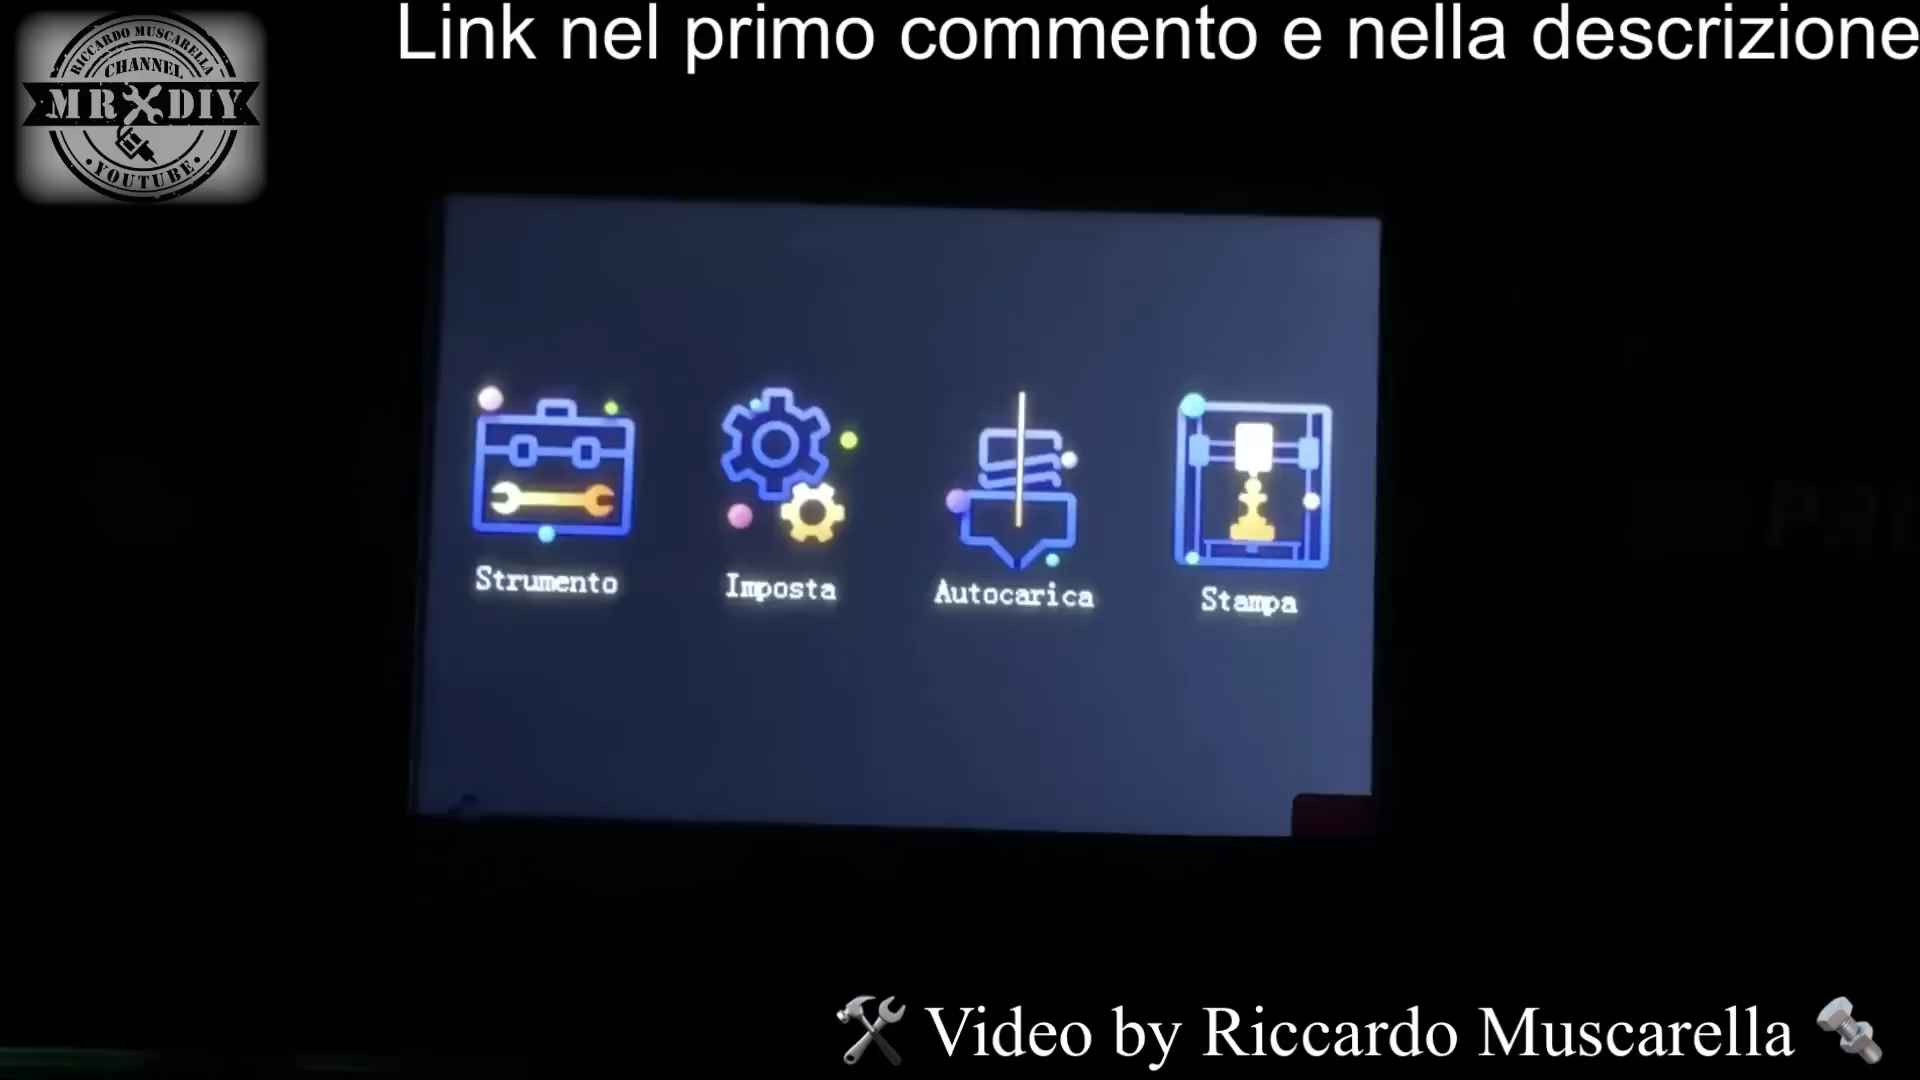 Link nel primo commento e nella descrizione
RICCARDO MUSCARELLA
CHANNEL
MR DIY
YOUTUBE
Strumento
Imposta
Autocarica
Stampa
Video by Riccardo Muscarella